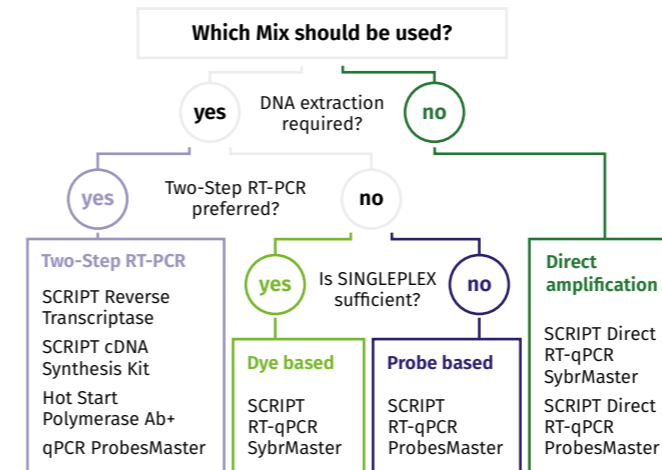 Which Mix should be used?
yes
DNA extraction
required?
no
yes
Two-Step RT-PCR
preferred?
no
yes
Is SINGLEPLEX
sufficient?
no
Two-Step RT-PCR
SCRIPT Reverse
Transcriptase
SCRIPT cDNA
Synthesis Kit
Hot Start
Polymerase Ab+
qPCR ProbesMaster
Dye based
SCRIPT
RT-qPCR
SybrMaster
Probe based
SCRIPT
RT-qPCR
ProbesMaster
Direct
amplification
SCRIPT Direct
RT-qPCR
SybrMaster
SCRIPT Direct
RT-qPCR
ProbesMaster